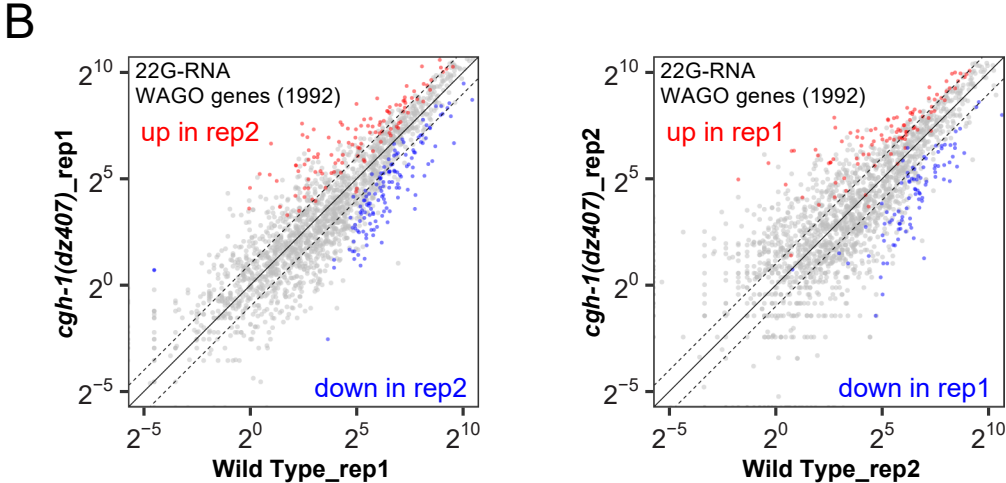 B
22G-RNA
WAGO genes (1992)
up in rep2
down in rep2
cgh-1(dz407)_rep1
2^10
2^5
2^0
2^-5
2^-5
2^0
2^5
2^10
Wild Type_rep1
22G-RNA
WAGO genes (1992)
up in rep1
down in rep1
cgh-1(dz407)_rep2
2^10
2^5
2^0
2^-5
2^-5
2^0
2^5
2^10
Wild Type_rep2